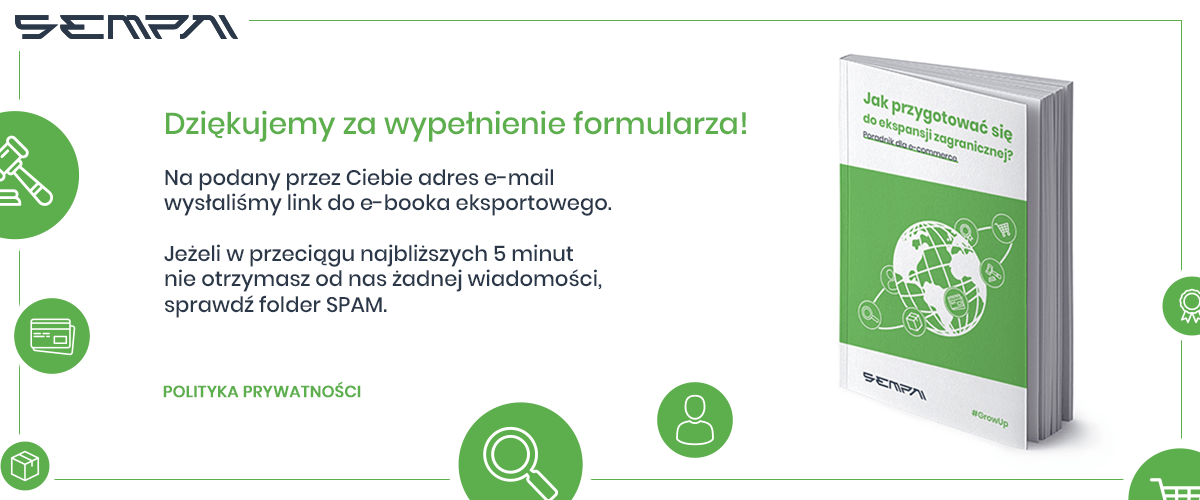 SEMPAI
Dziękujemy za wypełnienie formularza!
Na podany przez Ciebie adres e-mail
wysłaliśmy link do e-booka eksportowego.
Jeżeli w przeciągu najbliższych 5 minut
nie otrzymasz od nas żadnej wiadomości,
sprawdź folder SPAM.
POLITYKA PRYWATNOŚCI
Jak przygotować się
do ekspansji zagranicznej?
Poradnik dla e-commerce
SEMPAI
#GrowUp